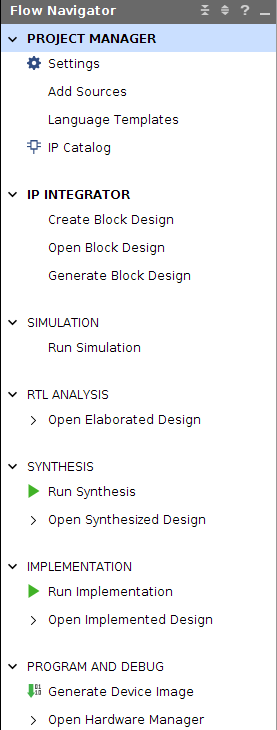 Flow Navigator
?
PROJECT MANAGER
Settings
Add Sources
Language Templates
IP Catalog
IP INTEGRATOR
Create Block Design
Open Block Design
Generate Block Design
SIMULATION
Run Simulation
RTL ANALYSIS
Open Elaborated Design
SYNTHESIS
Run Synthesis
Open Synthesized Design
IMPLEMENTATION
Run Implementation
Open Implemented Design
PROGRAM AND DEBUG
Generate Device Image
Open Hardware Manager